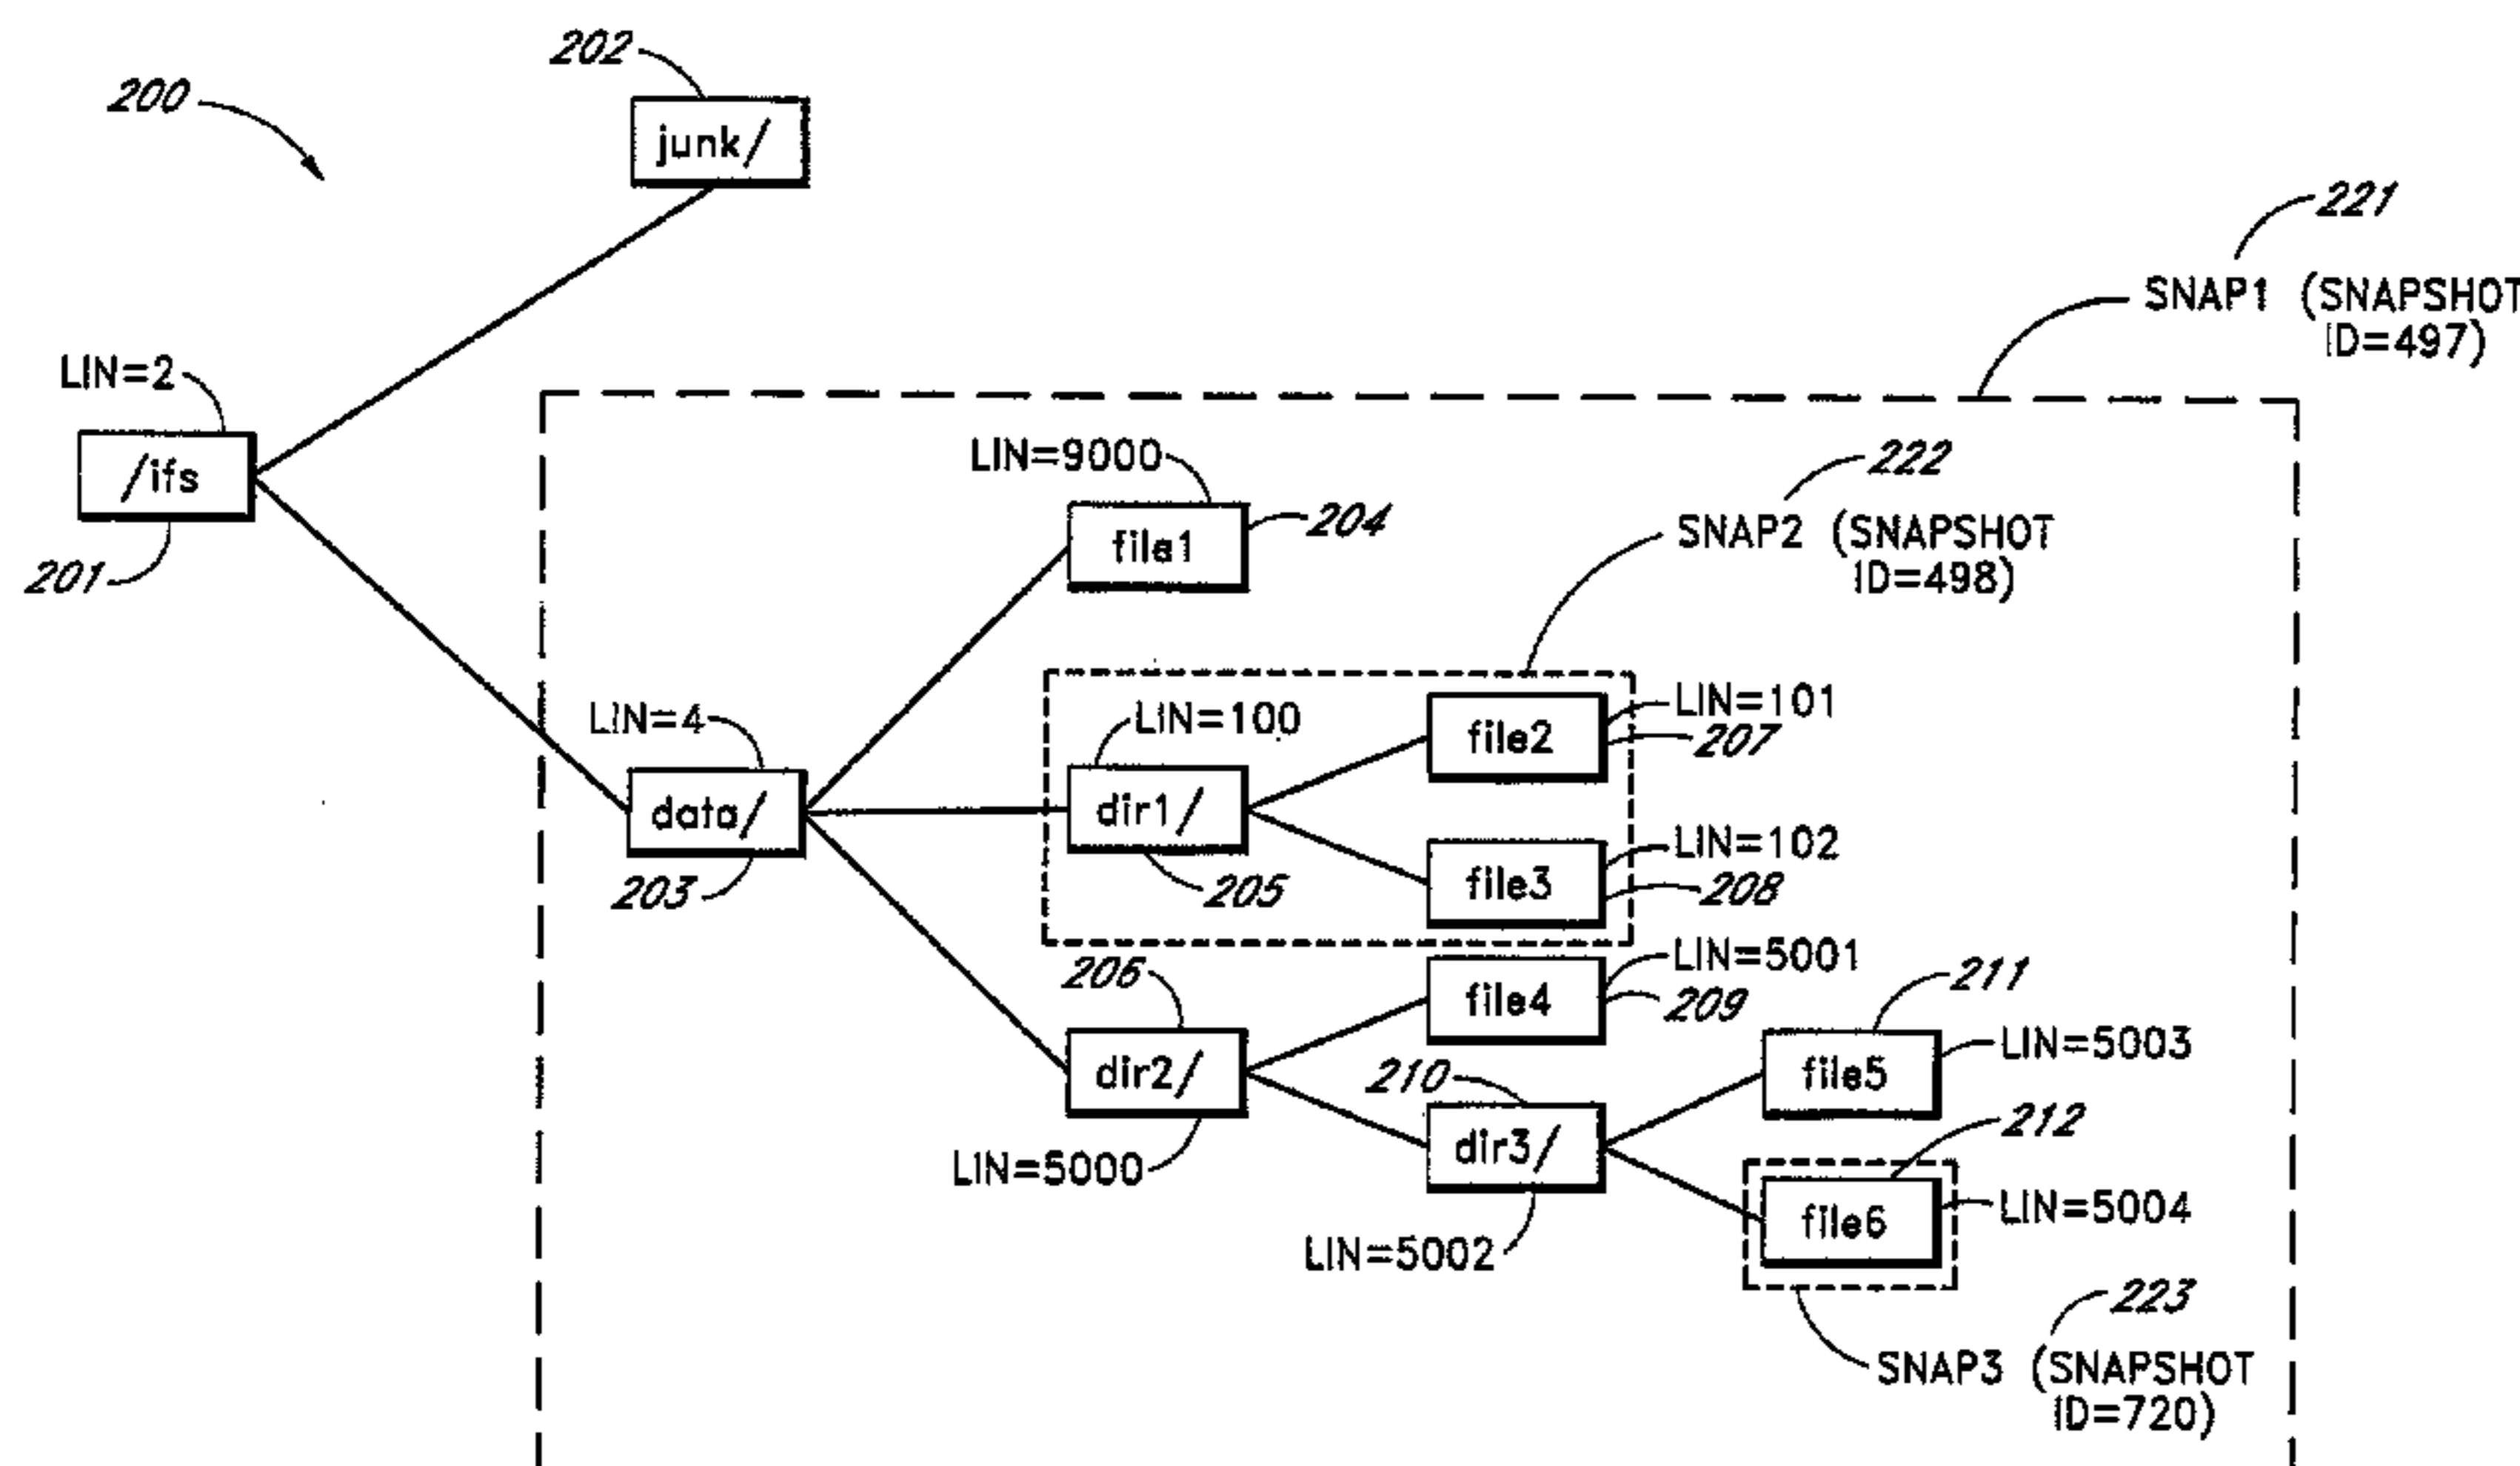 202
200
junk/
221
SNAP1 (SNAPSHOT
ID=497)
LIN=2
/ifs
201
LIN=9000
222
file1
204
SNAP2 (SNAPSHOT
ID=498)
LIN=4
LIN=100
file2
LIN=101
207
data/
203
dir1/
205
file3
LIN=102
208
206
file4
LIN=5001
209
211
dir2/
LIN=5000
210
file5
LIN=5003
dir3/
LIN=5002
212
file6
LIN=5004
223
SNAP3 (SNAPSHOT
ID=720)